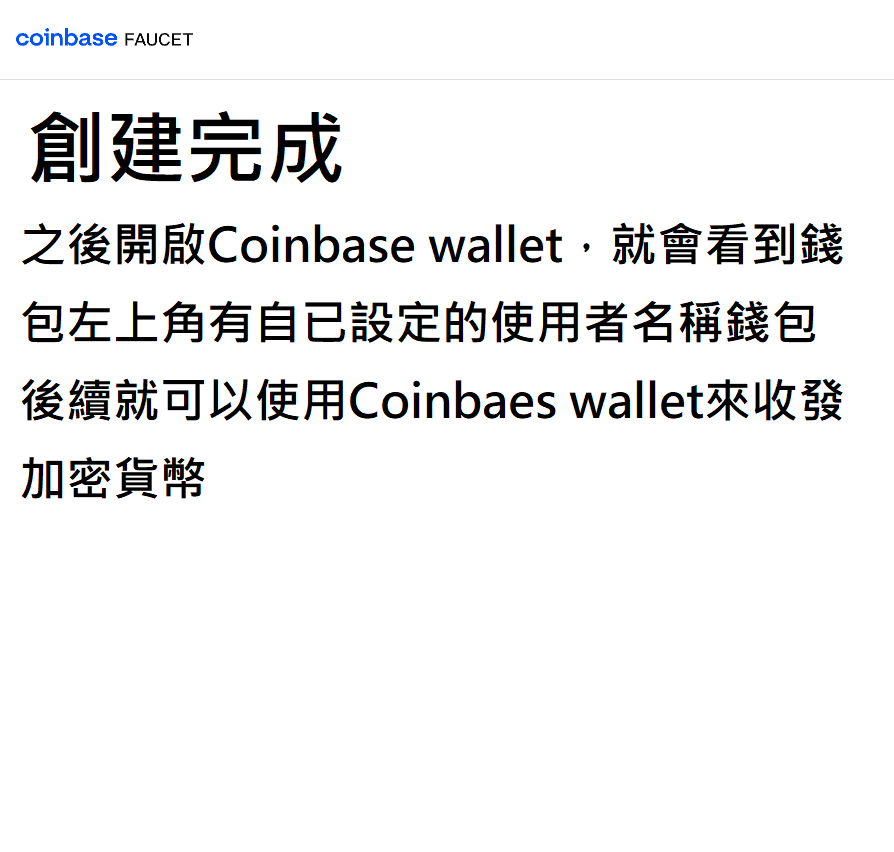 coinbase FAUCET
創建完成
之後開啟Coinbase wallet，就會看到錢
包左上角有自已設定的使用者名稱錢包
後續就可以使用Coinbaes wallet來收發
加密貨幣